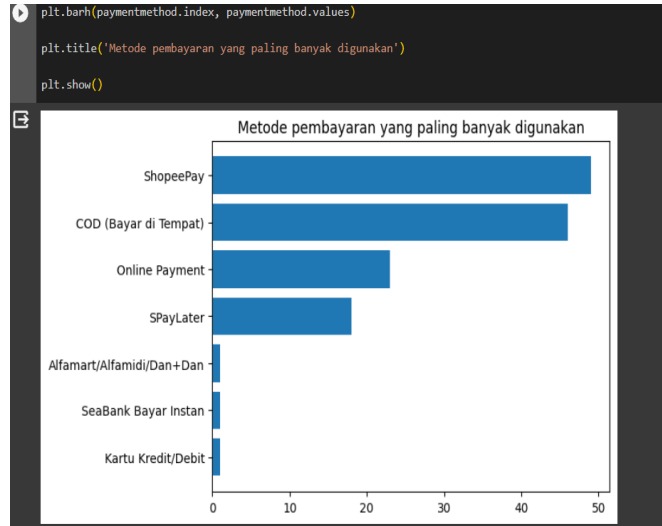 plt.barh(paymentmethod.index, paymentmethod.values)
plt.title('Metode pembayaran yang paling banyak digunakan')
plt.show()
Metode pembayaran yang paling banyak digunakan
ShopeePay
COD (Bayar di Tempat)
Online Payment
SPayLater
Alfamart/Alfamidi/Dan+Dan
SeaBank Bayar Instan
Kartu Kredit/Debit
0 10 20 30 40 50